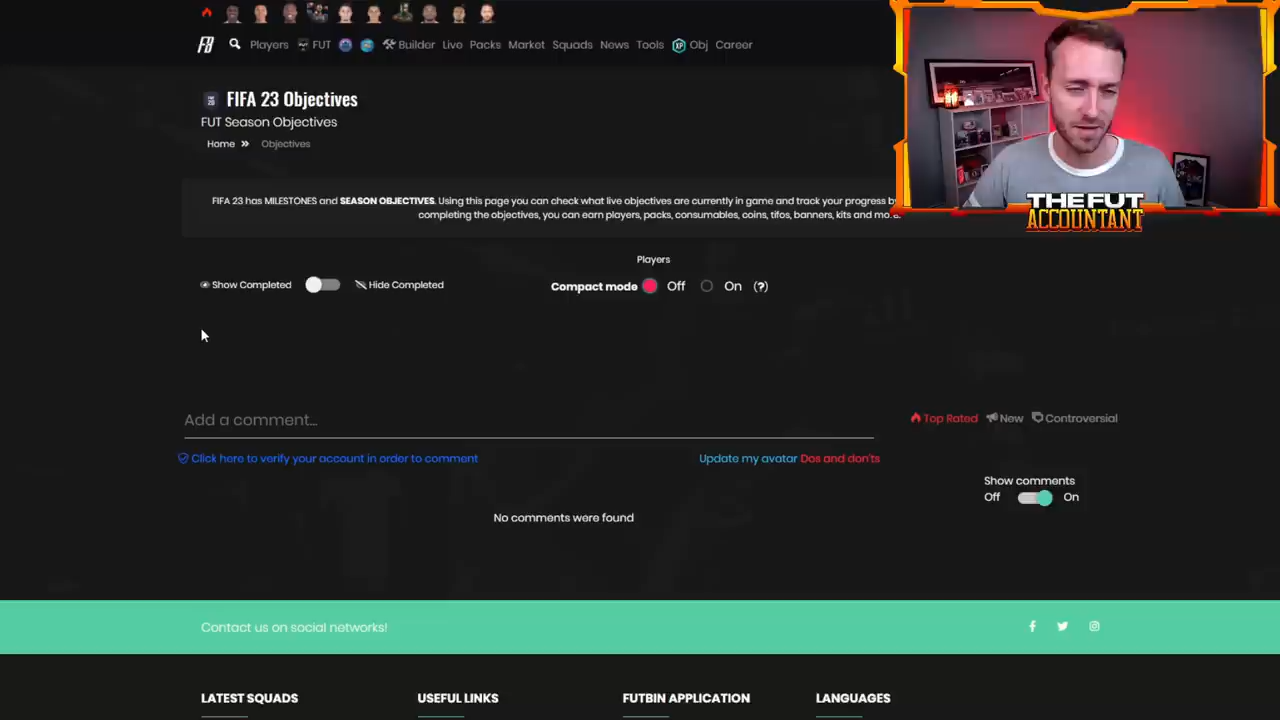 Players FUT Builder Live Packs Market Squads News Tools XP Obj Career
23 FIFA 23 Objectives
FUT Season Objectives
Home » Objectives
FIFA 23 has MILESTONES and SEASON OBJECTIVES. Using this page you can check what live objectives are currently in game and track your progress by
completing the objectives, you can earn players, packs, consumables, coins, tifos, banners, kits and more.
Players
Show Completed Hide Completed Compact mode Off On (?)
Add a comment...
Top Rated New Controversial
Click here to verify your account in order to comment
Update my avatar Dos and don'ts
Show comments
Off On
No comments were found
Contact us on social networks!
LATEST SQUADS USEFUL LINKS FUTBIN APPLICATION LANGUAGES
THE FUT
ACCOUNTANT